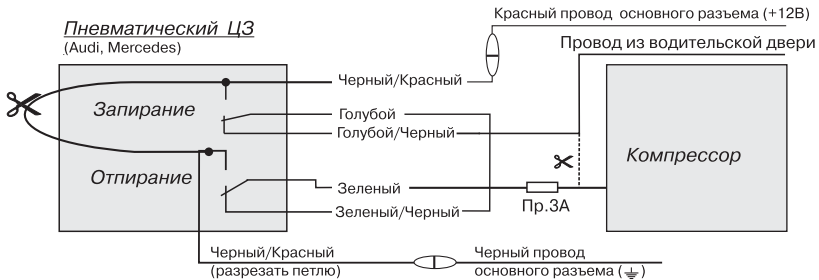 Красный провод основного разъема (+12В)
Пневматический ЦЗ
(Audi, Mercedes)
Провод из водительской двери
Черный/Красный
Запирание
Голубой
Голубой/Черный
Компрессор
Отпирание
Зеленый
Пр.3А
Зеленый/Черный
Черный/Красный
(разрезать петлю)
Черный провод
основного разъема (⏚)